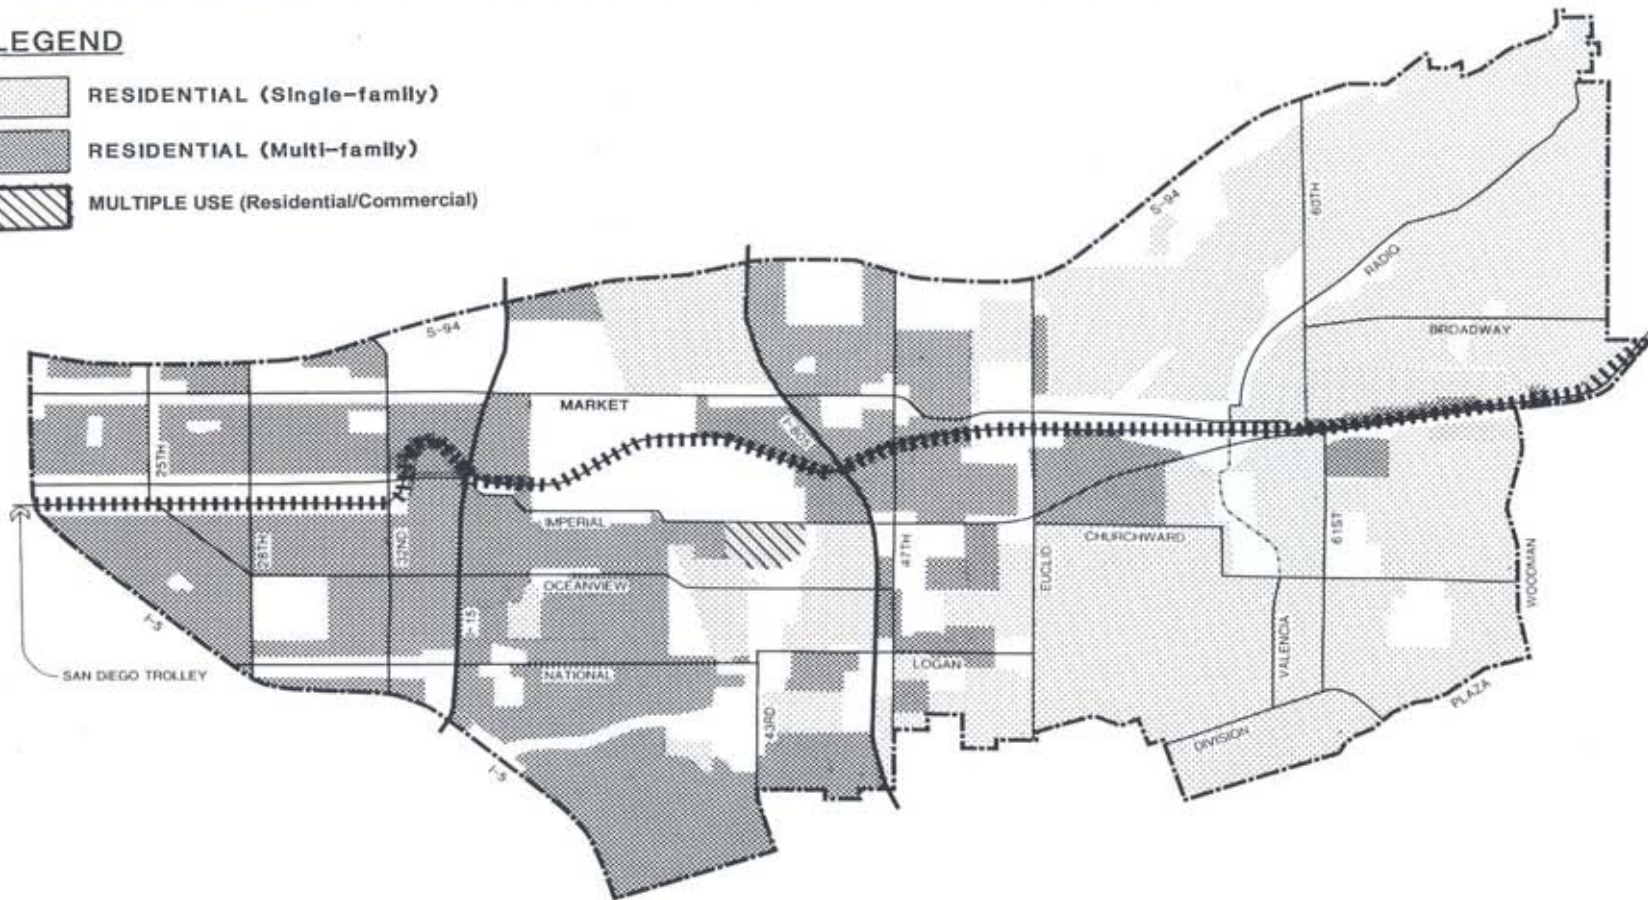 LEGEND
RESIDENTIAL (Single-family)
RESIDENTIAL (Multi-family)
MULTIPLE USE (Residential/Commercial)
S-94
60TH
RADIO
S-94
BROADWAY
MARKET
I-805
25TH
IMPERIAL
28TH
32ND
47TH
EUCLID
CHURCHWARD
61ST
WOODMAN
OCEANVIEW
I-15
I-5
SAN DIEGO TROLLEY
NATIONAL
LOGAN
VALENCIA
43RD
PLAZA
DIVISION
I-5